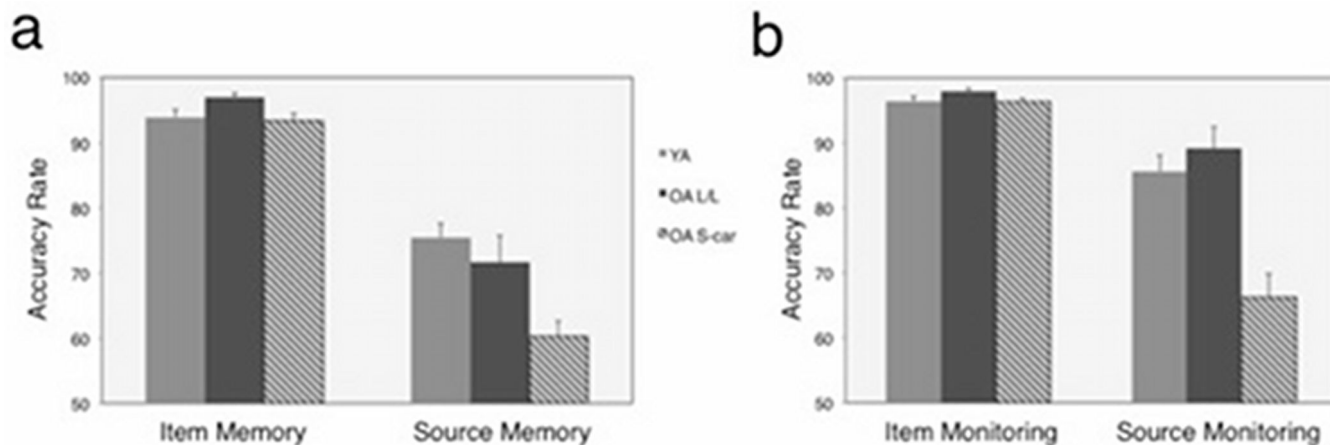 a
100
90
80
70
60
50
Accuracy Rate
Item Memory
Source Memory
YA
OA L/L
OA S-car
b
100
90
80
70
60
50
Accuracy Rate
Item Monitoring
Source Monitoring